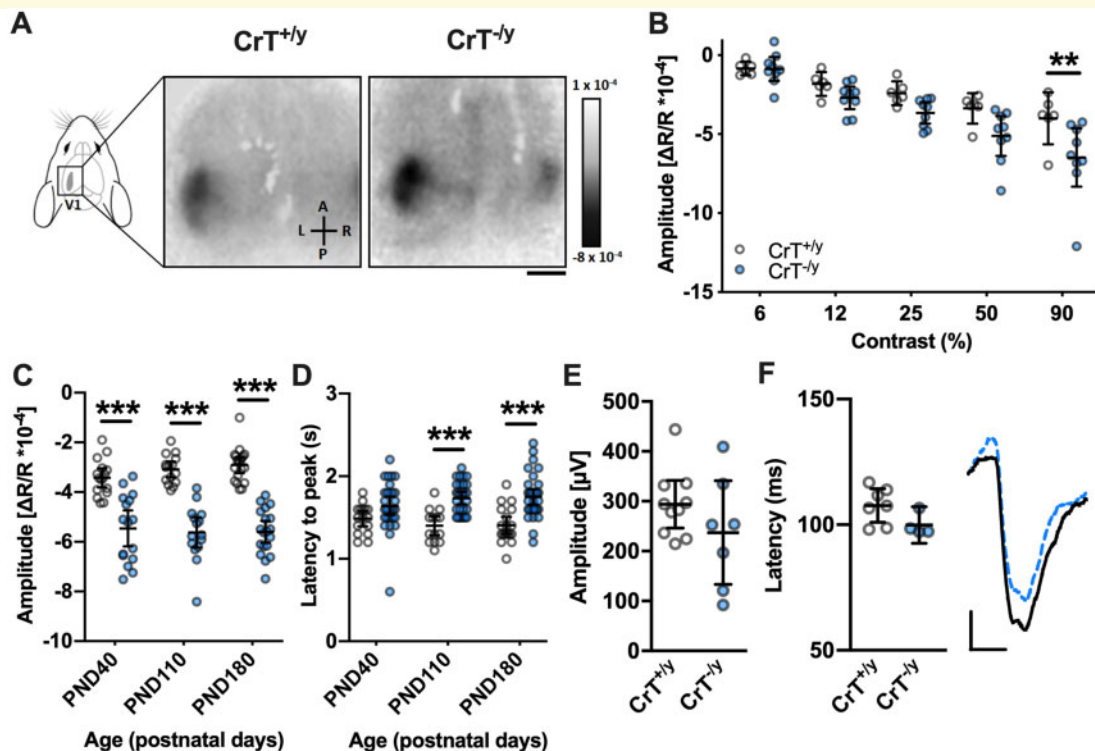 A
CrT+/y
CrT-/y
V1
A
L
R
P
1 x 10-4
-8 x 10-4
B
Amplitude [ΔR/R *10-4]
0
-5
-10
-15
**
CrT+/y
CrT-/y
6
12
25
50
90
Contrast (%)
C
Amplitude [ΔR/R *10-4]
0
-2
-4
-6
-8
-10
***
***
***
PND40
PND110
PND180
Age (postnatal days)
D
Latency to peak (s)
3
2
1
0
***
***
PND40
PND110
PND180
Age (postnatal days)
E
Amplitude [µV]
500
400
300
200
100
0
CrT+/y
CrT-/y
F
Latency (ms)
150
100
50
CrT+/y
CrT-/y